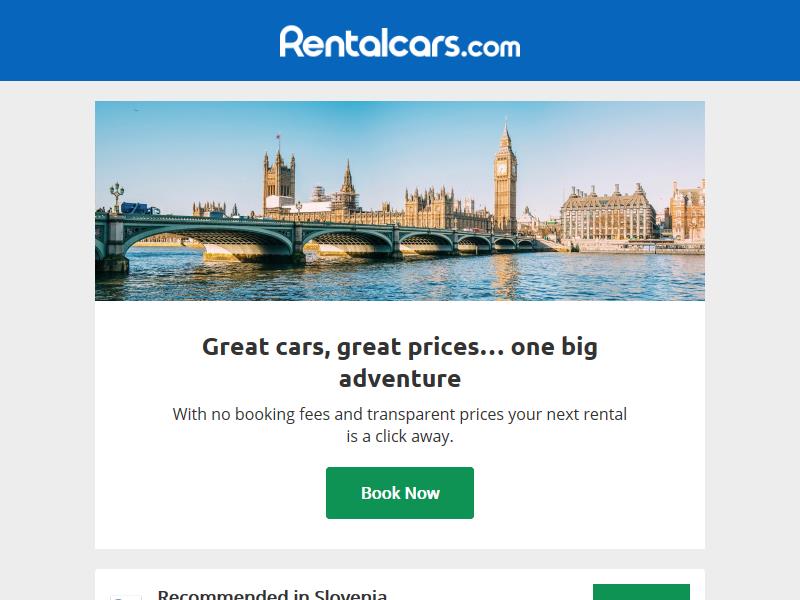 Rentalcars.com
Great cars, great prices… one big
adventure
With no booking fees and transparent prices your next rental
is a click away.
Book Now
Recommended in Slovenia